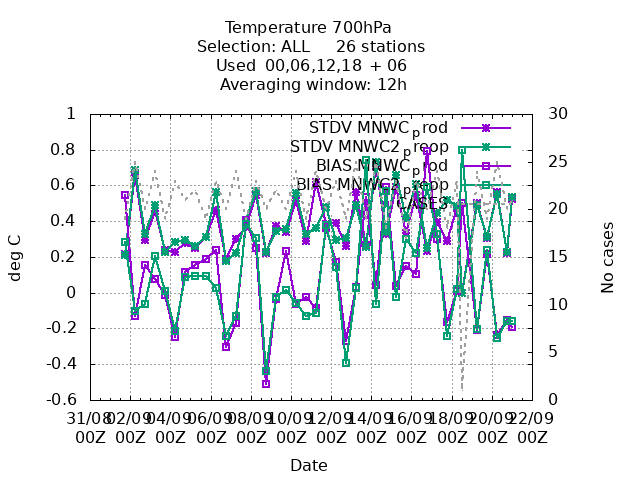 Temperature 700hPa
Selection: ALL 26 stations
Used 00,06,12,18 + 06
Averaging window: 12h
STDV MNWC_prod
STDV MNWC2_preop
BIAS MNWC_prod
BIAS MNWC2_preop
CASES
1
0.8
0.6
0.4
0.2
0
-0.2
-0.4
-0.6
30
25
20
15
10
5
0
deg C
No cases
31/08 02/09 04/09 06/09 08/09 10/09 12/09 14/09 16/09 18/09 20/09 22/09
00Z 00Z 00Z 00Z 00Z 00Z 00Z 00Z 00Z 00Z 00Z 00Z
Date